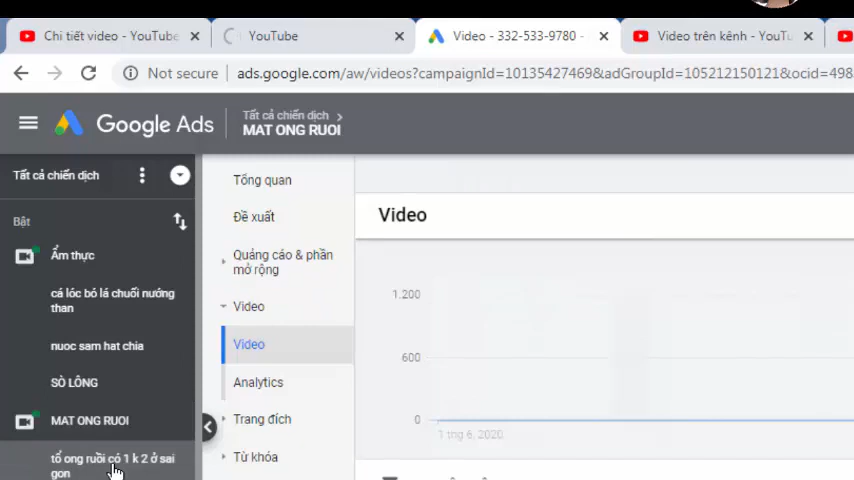 Chi tiết video - YouTube
YouTube
Video - 332-533-9780 -
Video trên kênh - YouTu
Not secure
ads.google.com/aw/videos?campaignId=10135427469&adGroupId=105212150121&ocid=498
Google Ads
Tất cả chiến dịch
MAT ONG RUOI
Tất cả chiến dịch
Bật
Ẩm thực
cá lóc bó lá chuối nướng
than
nuoc sam hat chia
SÒ LÔNG
MAT ONG RUOI
tổ ong ruồi có 1 k 2 ở sai
gon
Tổng quan
Đề xuất
Quảng cáo & phần
mở rộng
Video
Video
Analytics
Trang đích
Từ khóa
Video
1.200
600
0
1 thg 6, 2020